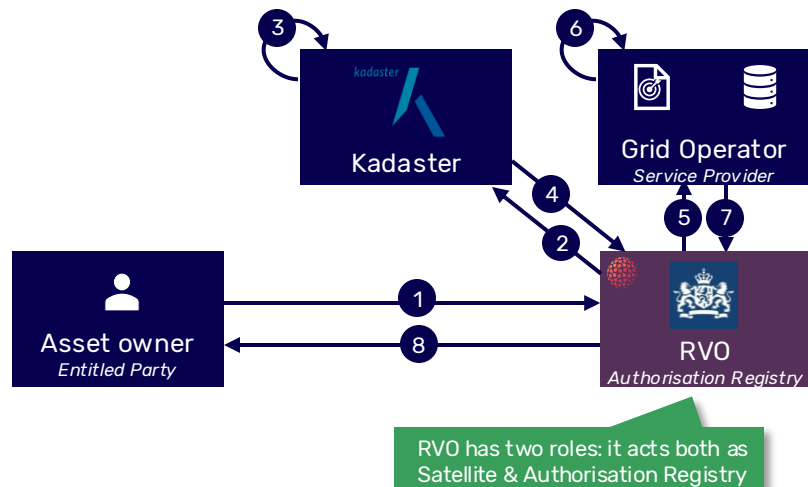 3
6
kadaster
Kadaster
Grid Operator
Service Provider
4
2
5
7
1
Asset owner
Entitled Party
8
RVO
Authorisation Registry
RVO has two roles: it acts both as
Satellite & Authorisation Registry